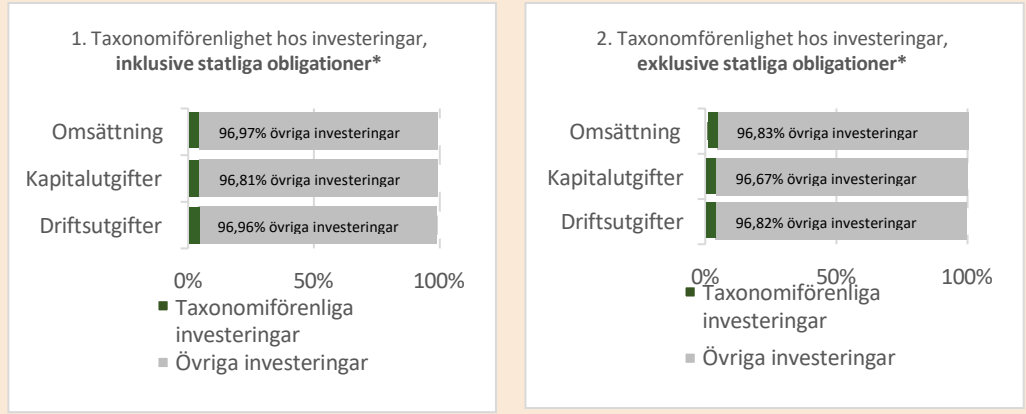 1. Taxonomiförenlighet hos investeringar,
inklusive statliga obligationer*
Omsättning
96,97% övriga investeringar
Kapitalutgifter
96,81% övriga investeringar
Driftsutgifter
96,96% övriga investeringar
0% 50% 100%
Taxonomiförenliga
investeringar
Övriga investeringar
2. Taxonomförenlighet hos investeringar,
exklusive statliga obligationer*
Omsättning
96,83% övriga investeringar
Kapitalutgifter
96,67% övriga investeringar
Driftsutgifter
96,82% övriga investeringar
0% 50% 100%
Taxonomiförenliga
investeringar
Övriga investeringar